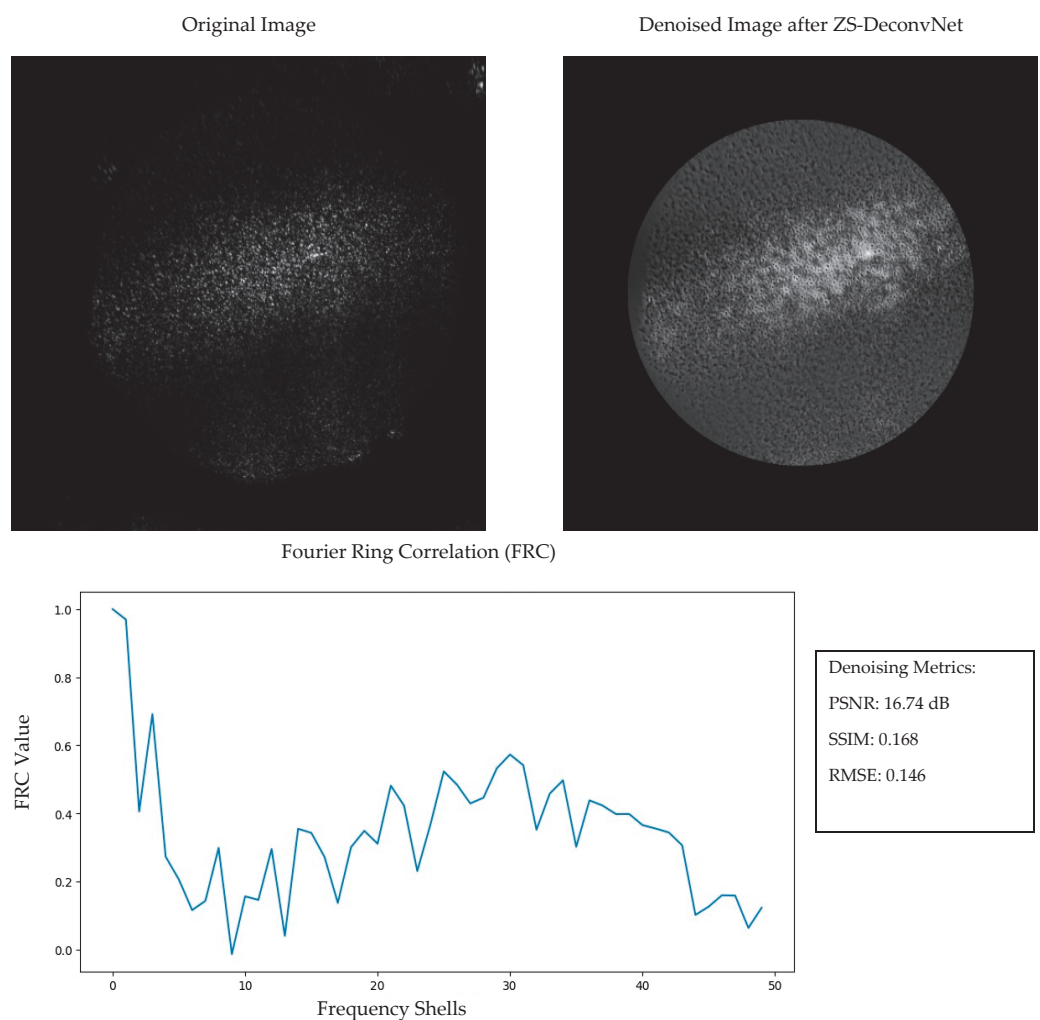 Original Image
Denoised Image after ZS-DeconvNet
Fourier Ring Correlation (FRC)
1.0
0.8
0.6
0.4
0.2
0.0
FRC Value
0 10 20 30 40 50
Frequency Shells
Denoising Metrics:
PSNR: 16.74 dB
SSIM: 0.168
RMSE: 0.146